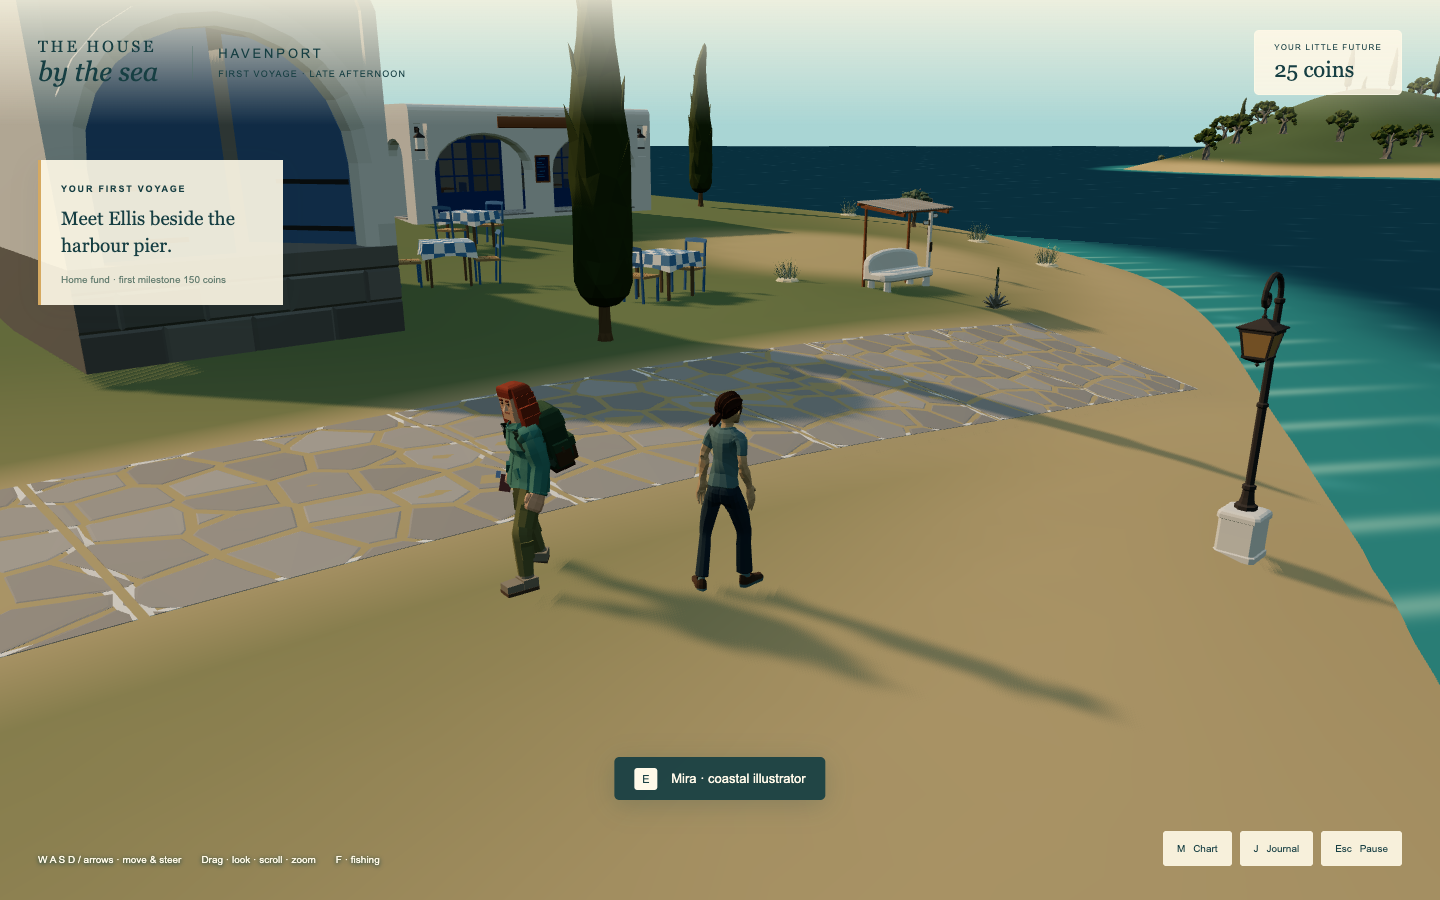 THE HOUSE
by the sea
HAVENPORT
FIRST VOYAGE · LATE AFTERNOON
YOUR LITTLE FUTURE
25 coins
YOUR FIRST VOYAGE
Meet Ellis beside the
harbour pier.
Home fund · first milestone 150 coins
E Mira · coastal illustrator
W A S D / arrows · move & steer Drag · look · scroll · zoom F · fishing
M Chart J Journal Esc Pause